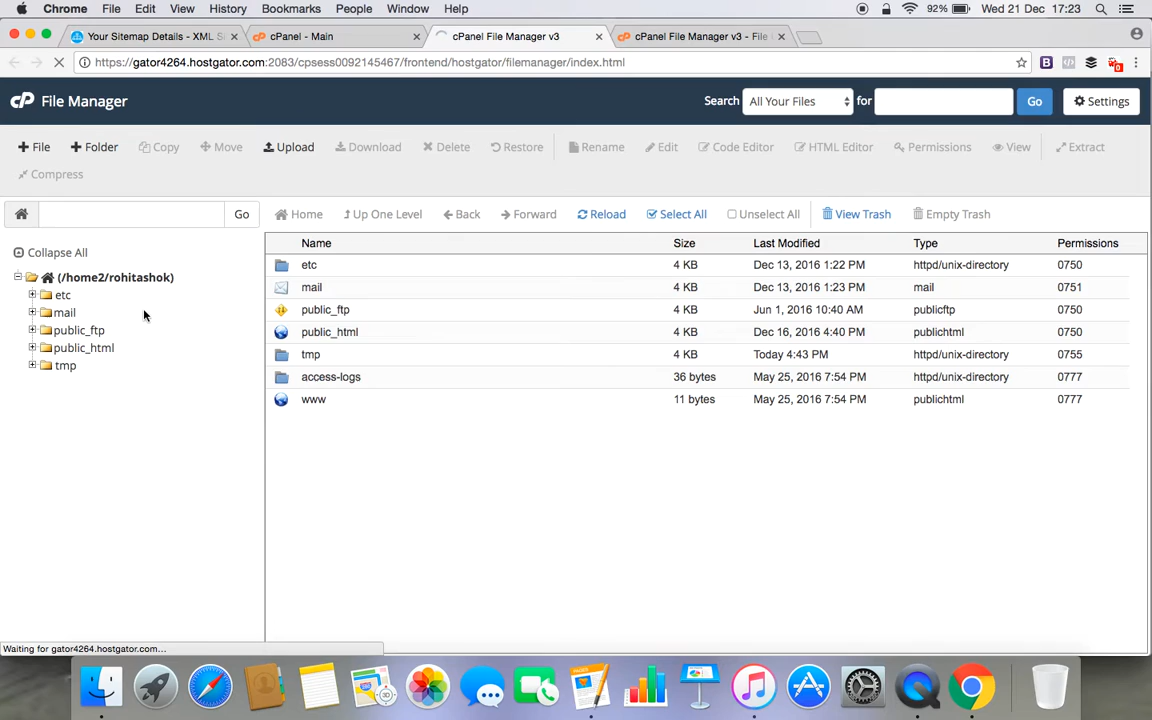 Chrome File Edit View History Bookmarks People Window Help 92% Wed 21 Dec 17:23
Your Sitemap Details - XML S cPanel - Main cPanel File Manager v3 cPanel File Manager v3 - File
https://gator4264.hostgator.com:2083/cpsess0092145467/frontend/hostgator/filemanager/index.html
cP File Manager Search All Your Files for Go Settings
File Folder Copy Move Upload Download Delete Restore Rename Edit Code Editor HTML Editor Permissions View Extract
Compress
Go Home Up One Level Back Forward Reload Select All Unselect All View Trash Empty Trash
Collapse All
(/home2/rohitashok)
etc
mail
public_ftp
public_html
tmp
Name Size Last Modified Type Permissions
etc 4 KB Dec 13, 2016 1:22 PM httpd/unix-directory 0750
mail 4 KB Dec 13, 2016 1:23 PM mail 0751
public_ftp 4 KB Jun 1, 2016 10:40 AM publicftp 0750
public_html 4 KB Dec 16, 2016 4:40 PM publichtml 0750
tmp 4 KB Today 4:43 PM httpd/unix-directory 0755
access-logs 36 bytes May 25, 2016 7:54 PM httpd/unix-directory 0777
www 11 bytes May 25, 2016 7:54 PM publichtml 0777
Waiting for gator4264.hostgator.com...